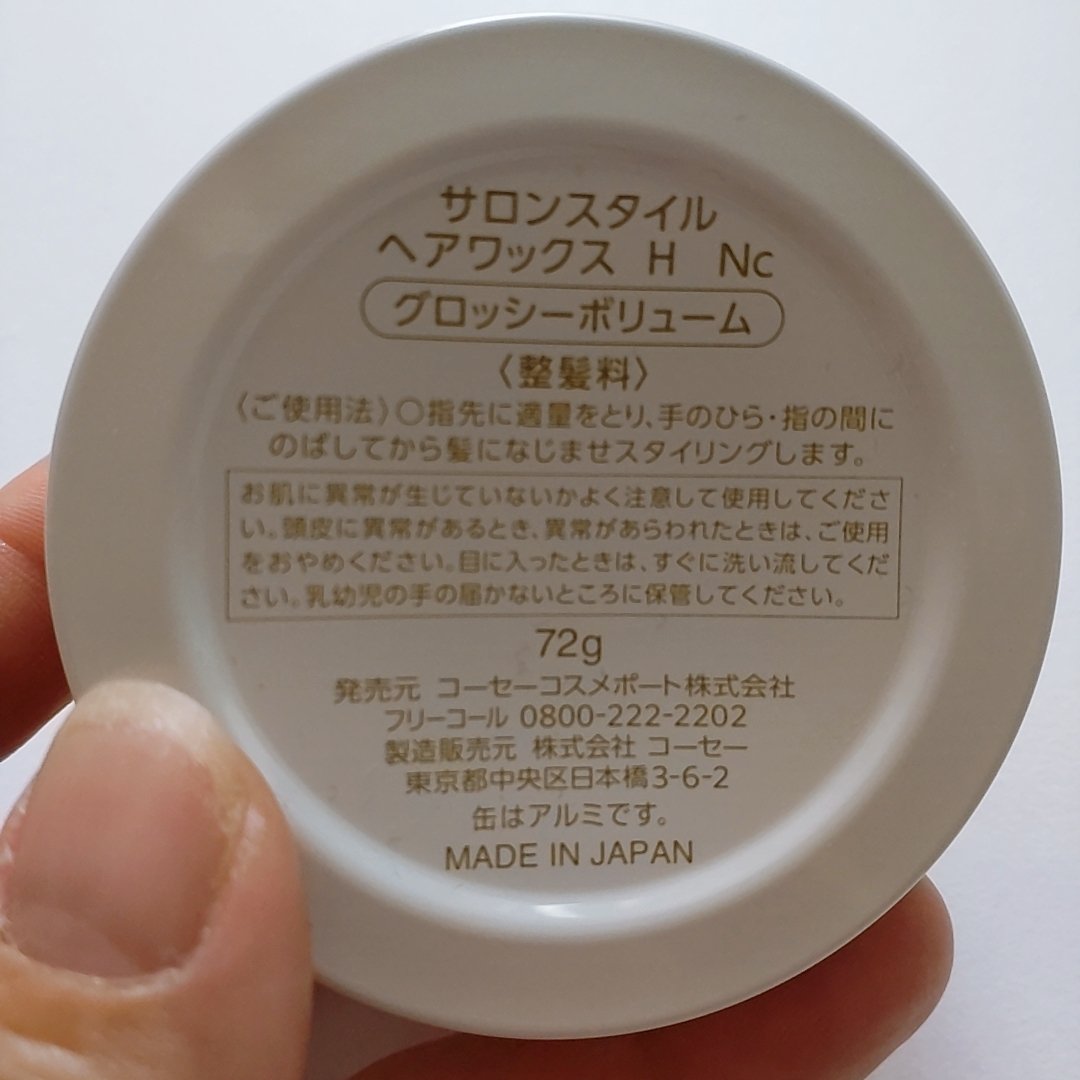 サロンスタイル
ヘアワックス H Nc
グロッシーボリューム
〈整髪料〉
〈ご使用法〉○指先に適量をとり、手のひら・指の間に
のばしてから髪になじませスタイリングします。
お肌に異常が生じていないかよく注意して使用してくださ
い。頭皮に異常があるとき、異常があらわれたときは、ご使用
をおやめください。目に入ったときは、すぐに洗い流してくだ
さい。乳幼児の手の届かないところに保管してください。
72g
発売元 コーセーコスメポート株式会社
フリーコール 0800-222-2202
製造販売元 株式会社 コーセー
東京都中央区日本橋3-6-2
缶はアルミです。
MADE IN JAPAN